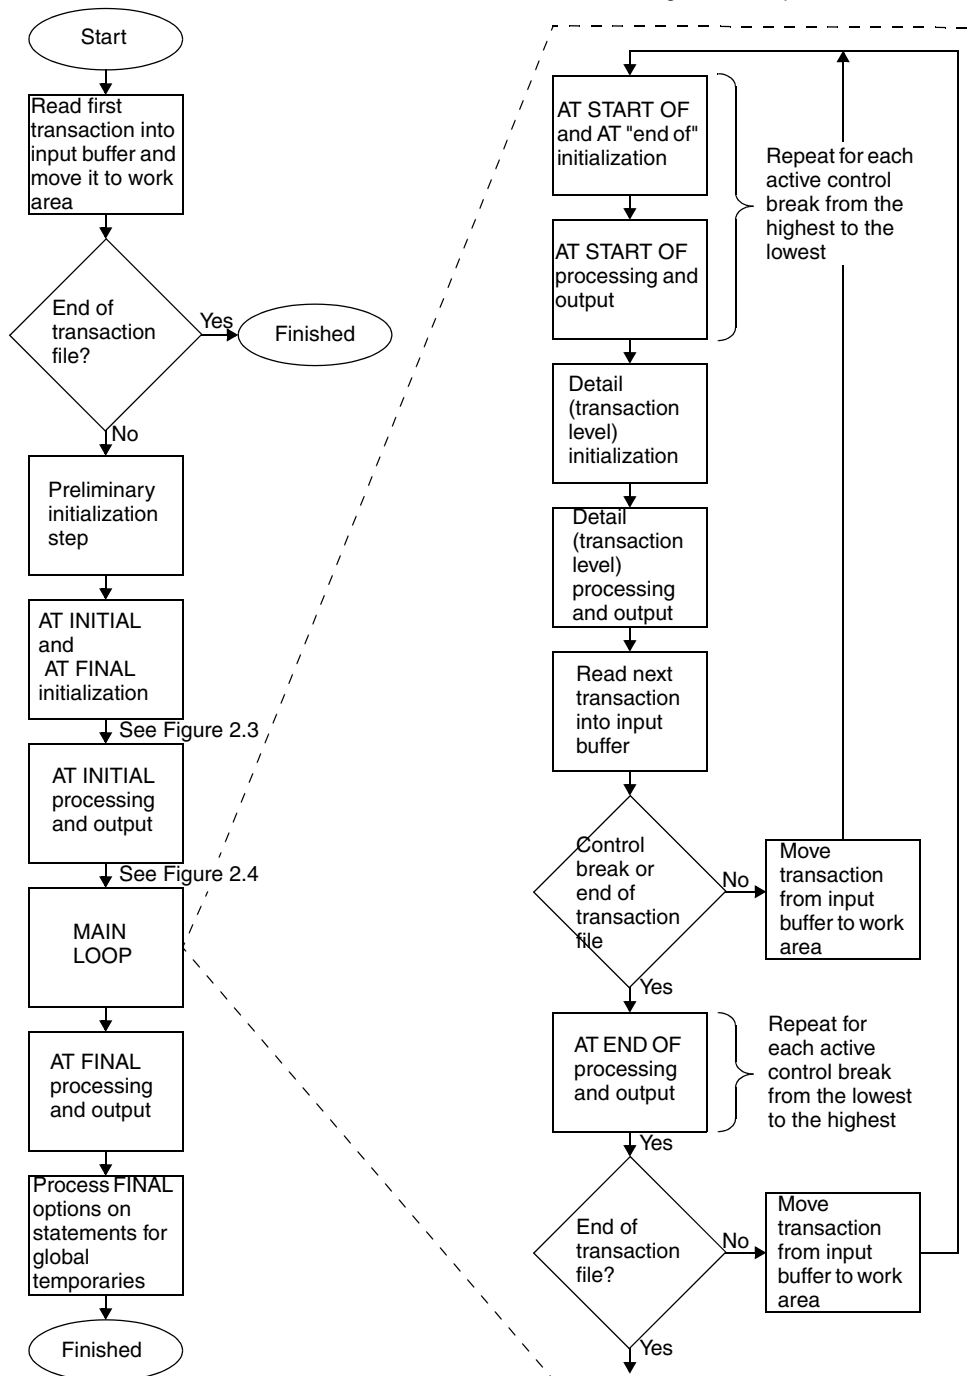 Start
Read first
transaction into
input buffer and
move it to work
area
End of
transaction
file?
Yes
Finished
No
Preliminary
initialization
step
AT INITIAL
and
AT FINAL
initialization
See Figure 2.3
AT INITIAL
processing
and output
See Figure 2.4
MAIN
LOOP
AT FINAL
processing
and output
Process FINAL
options on
statements for
global
temporaries
Finished
AT START OF
and AT "end of"
initialization
AT START OF
processing and
output
Repeat for each
active control
break from the
highest to the
lowest
Detail
(transaction
level)
initialization
Detail
(transaction
level)
processing
and output
Read next
transaction
into input
buffer
Control
break or
end of
transaction
file
No
Move
transaction
from input
buffer to work
area
Yes
AT END OF
processing
and output
Repeat for
each active
control break
from the lowest
to the highest
Yes
End of
transaction
file?
No
Move
transaction
from input
buffer to work
area
Yes